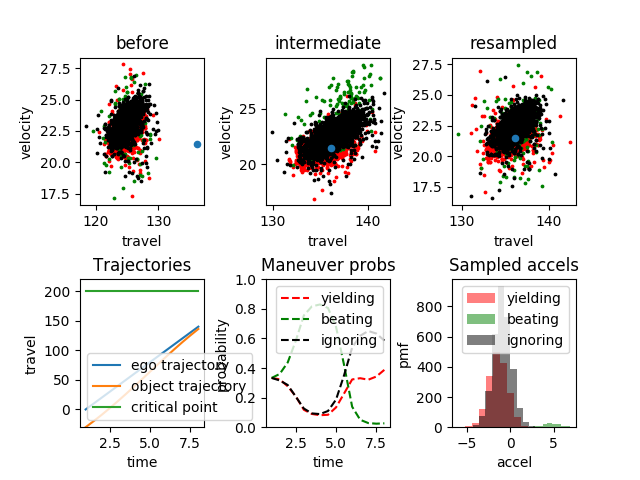 before
intermediate
resampled
27.5
25.0
22.5
20.0
17.5
velocity
120
130
travel
25
20
velocity
130
140
travel
27.5
25.0
22.5
20.0
17.5
velocity
130
140
travel
Trajectories
Maneuver probs
Sampled accels
200
150
100
50
0
travel
ego trajectory
object trajectory
critical point
2.5
5.0
7.5
time
1.0
0.8
0.6
0.4
0.2
0.0
probability
yielding
beating
ignoring
2.5
5.0
7.5
time
800
600
400
200
0
pmf
yielding
beating
ignoring
−5
0
5
accel